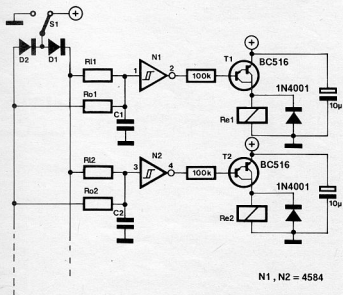 S1
D2 D1
RI1
N1
1 2
100k
T1
BC516
1N4001
Ro1
C1
Re1
10µ
RI2
N2
3 4
100k
T2
BC516
1N4001
Ro2
C2
Re2
10µ
N1, N2 = 4584